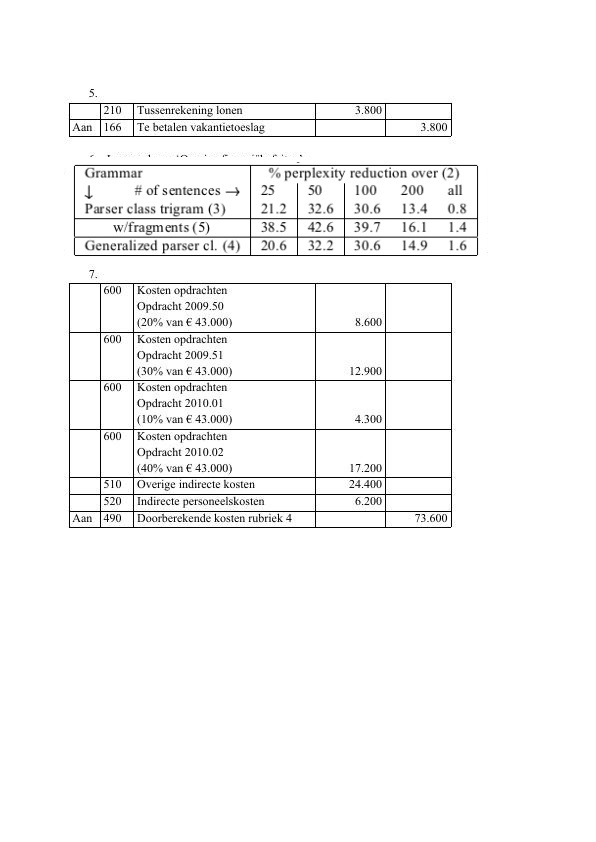 5.
210 Tussenrekening lonen 3.800
Aan 166 Te betalen vakantietoeslag 3.800
Grammar % perplexity reduction over (2)
↓ # of sentences → 25 50 100 200 all
Parser class trigram (3) 21.2 32.6 30.6 13.4 0.8
w/fragments (5) 38.5 42.6 39.7 16.1 1.4
Generalized parser cl. (4) 20.6 32.2 30.6 14.9 1.6
7.
600 Kosten opdrachten
Opdracht 2009.50
(20% van € 43.000) 8.600
600 Kosten opdrachten
Opdracht 2009.51
(30% van € 43.000) 12.900
600 Kosten opdrachten
Opdracht 2010.01
(10% van € 43.000) 4.300
600 Kosten opdrachten
Opdracht 2010.02
(40% van € 43.000) 17.200
510 Overige indirecte kosten 24.400
520 Indirecte personeelskosten 6.200
Aan 490 Doorberekende kosten rubriek 4 73.600